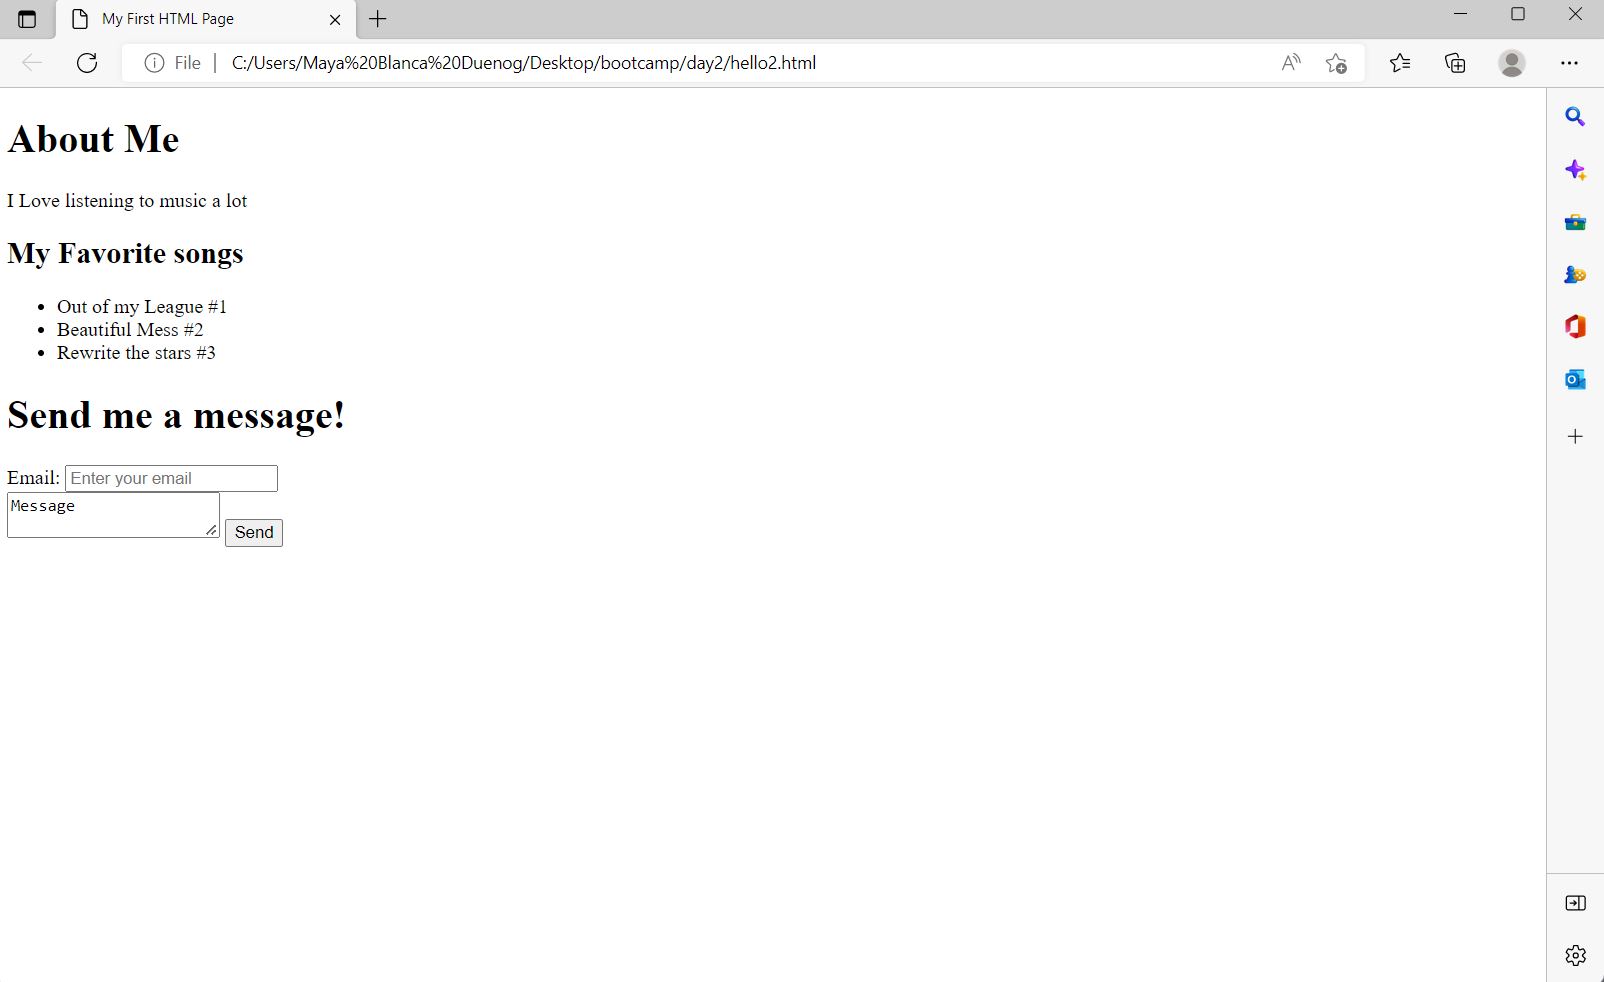 My First HTML Page
File
C:/Users/Maya%20Blanca%20Duenog/Desktop/bootcamp/day2/hello2.html
About Me
I Love listening to music a lot
My Favorite songs
Out of my League #1
Beautiful Mess #2
Rewrite the stars #3
Send me a message!
Email: Enter your email
Message
Send